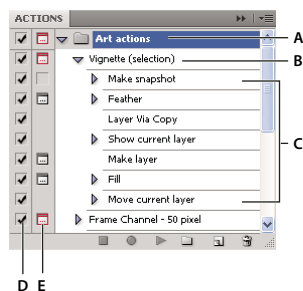 ACTIONS
Art actions
A
Vignette (selection)
B
Make snapshot
Feather
Layer Via Copy
Show current layer
C
Make layer
Fill
Move current layer
Frame Channel - 50 pixel
D E